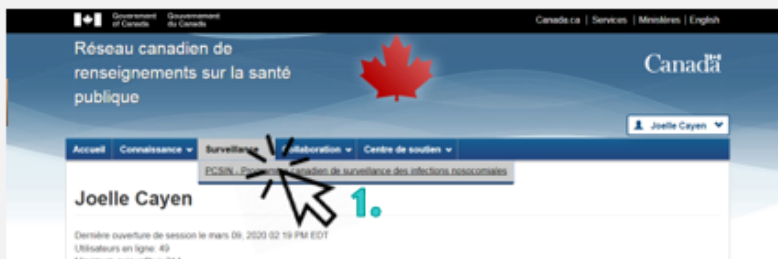 Government of Canada Gouvernement du Canada
Canada.ca | Services | Ministères | English
Réseau canadien de
renseignements sur la santé
publique
Canada
Joelle Cayen
Accueil Connaissance Surveillance Collaboration Centre de soutien
PCSIN - Programme canadien de surveillance des infections nosocomiales
1.
Joelle Cayen
Dernière ouverture de session le mars 09, 2020 02:19 PM EDT
Utilisateurs en ligne: 49